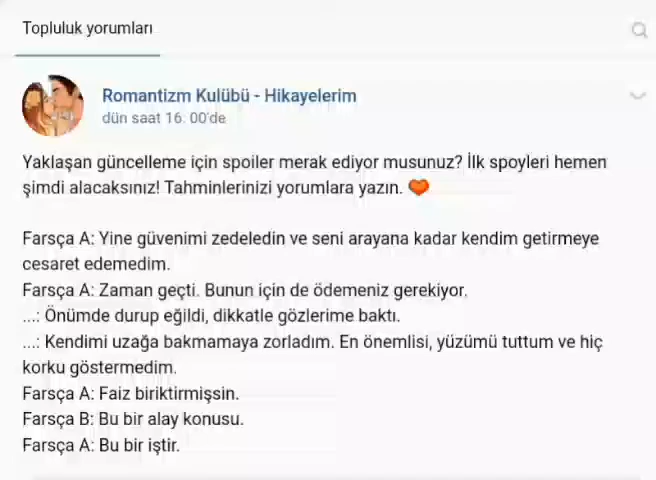 Topluluk yorumları
Romantizm Kulübü - Hikayelerim
dün saat 16: 00'de
Yaklaşan güncelleme için spoiler merak ediyor musunuz? İlk spoyleri hemen
şimdi alacaksınız! Tahminlerinizi yorumlara yazın. 🧡
Farsça A: Yine güvenimi zedeledin ve seni arayana kadar kendim getirmeye
cesaret edemedim.
Farsça A: Zaman geçti. Bunun için de ödemeniz gerekiyor.
...: Önümde durup eğildi, dikkatle gözlerime baktı.
...: Kendimi uzağa bakmamaya zorladım. En önemlisi, yüzümü tuttum ve hiç
korku göstermedim.
Farsça A: Faiz biriktirmişsin.
Farsça B: Bu bir alay konusu.
Farsça A: Bu bir iştir.